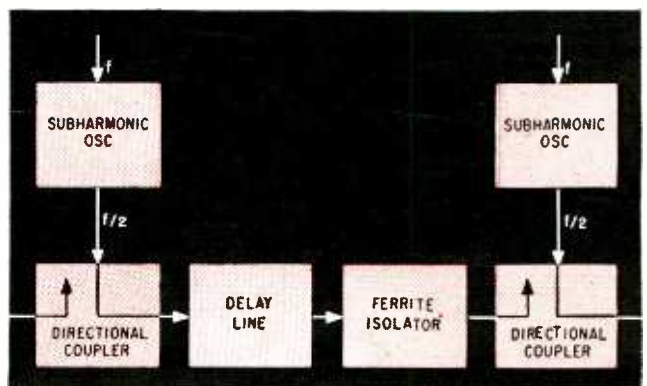 f
SUBHARMONIC
OSC
f/2
DIRECTIONAL
COUPLER
DELAY
LINE
FERRITE
ISOLATOR
f
SUBHARMONIC
OSC
f/2
DIRECTIONAL
COUPLER